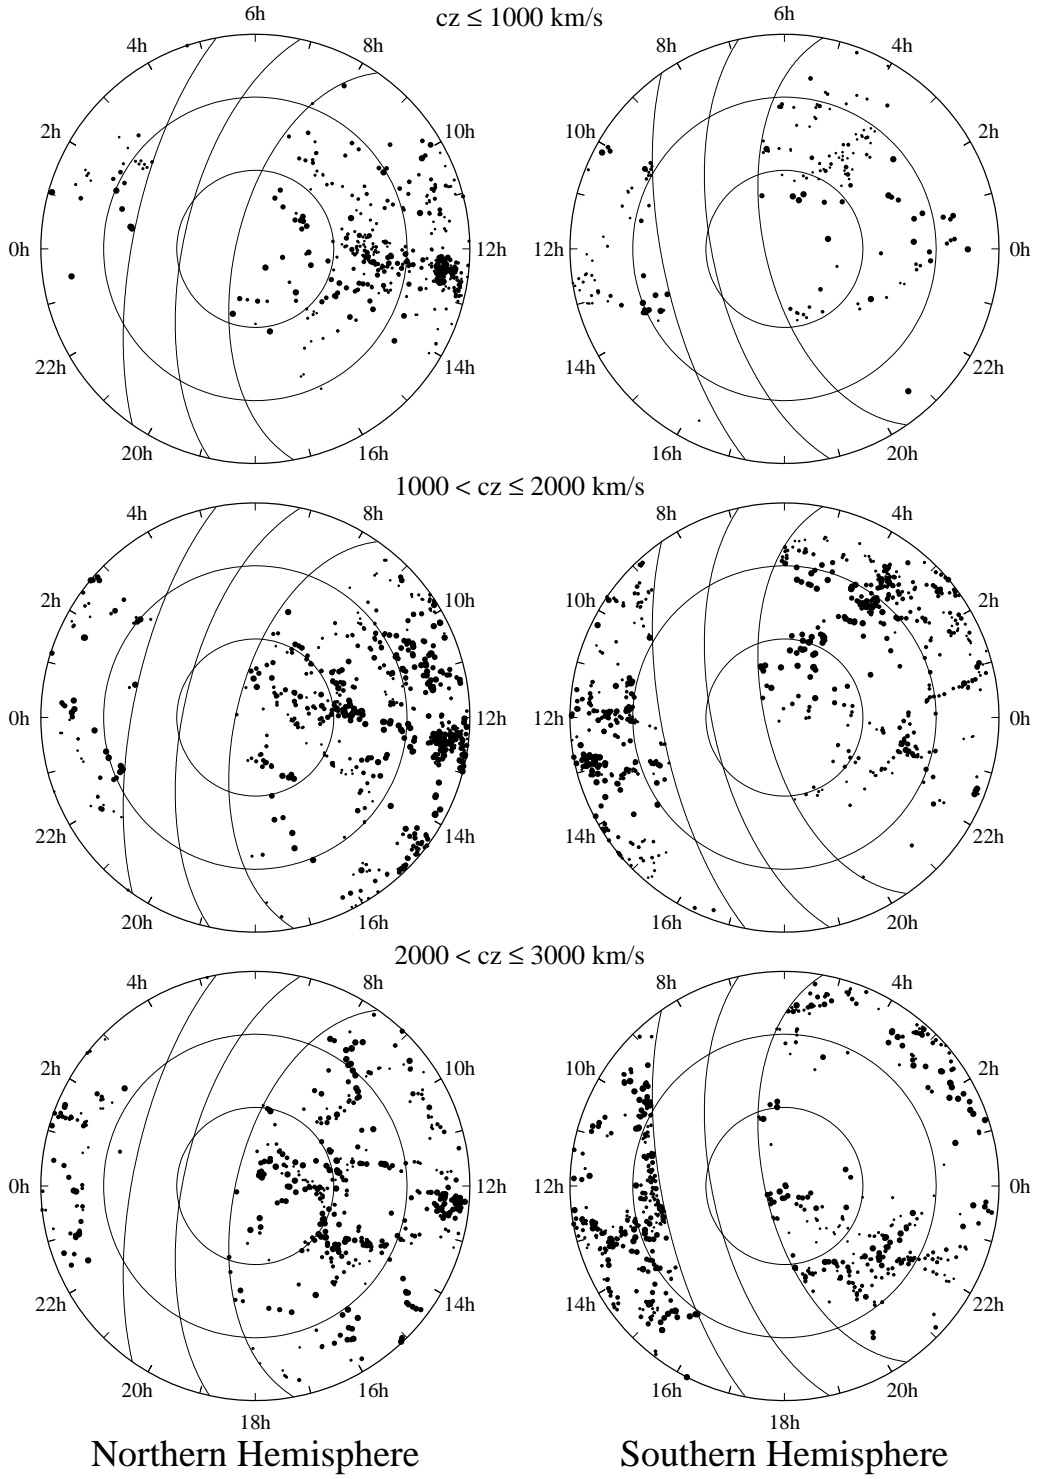 6h cz ≤ 1000 km/s 6h
4h 8h 8h 4h
2h 10h 10h 2h
0h 12h 12h 0h
22h 14h 14h 22h
20h 16h 16h 20h
1000 < cz ≤ 2000 km/s
4h 8h 8h 4h
2h 10h 10h 2h
0h 12h 12h 0h
22h 14h 14h 22h
20h 16h 16h 20h
2000 < cz ≤ 3000 km/s
4h 8h 8h 4h
2h 10h 10h 2h
0h 12h 12h 0h
22h 14h 14h 22h
20h 16h 16h 20h
18h 18h
Northern Hemisphere Southern Hemisphere